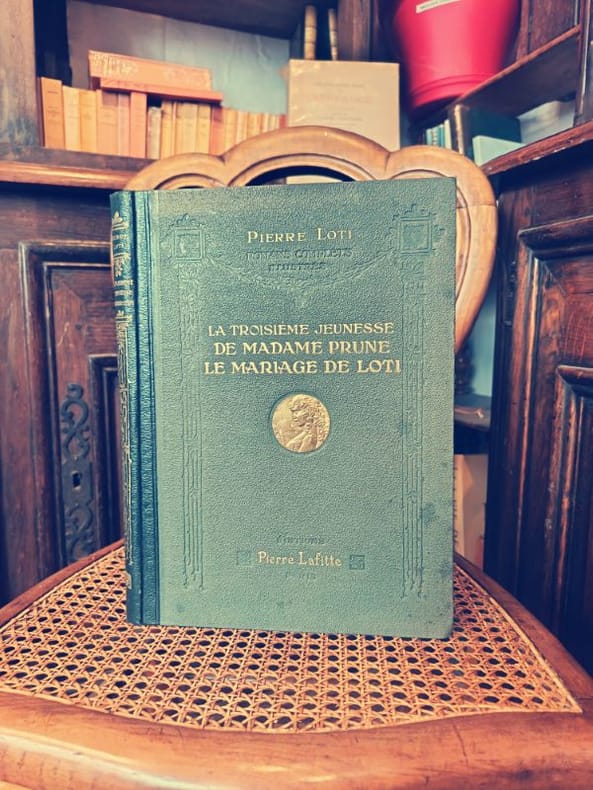 PIERRE LOTI
ROMANS COMPLETS
ILLUSTRÉS
LA TROISIÈME JEUNESSE
DE MADAME PRUNE
LE MARIAGE DE LOTI
ÉDITIONS
Pierre Lafitte
PARIS